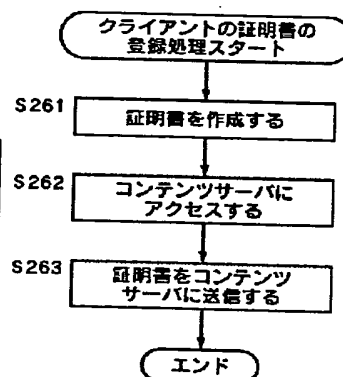 クライアントの証明書の
登録処理スタート
S261
証明書を作成する
S262
コンテンツサーバに
アクセスする
S263
証明書をコンテンツ
サーバに送信する
エンド